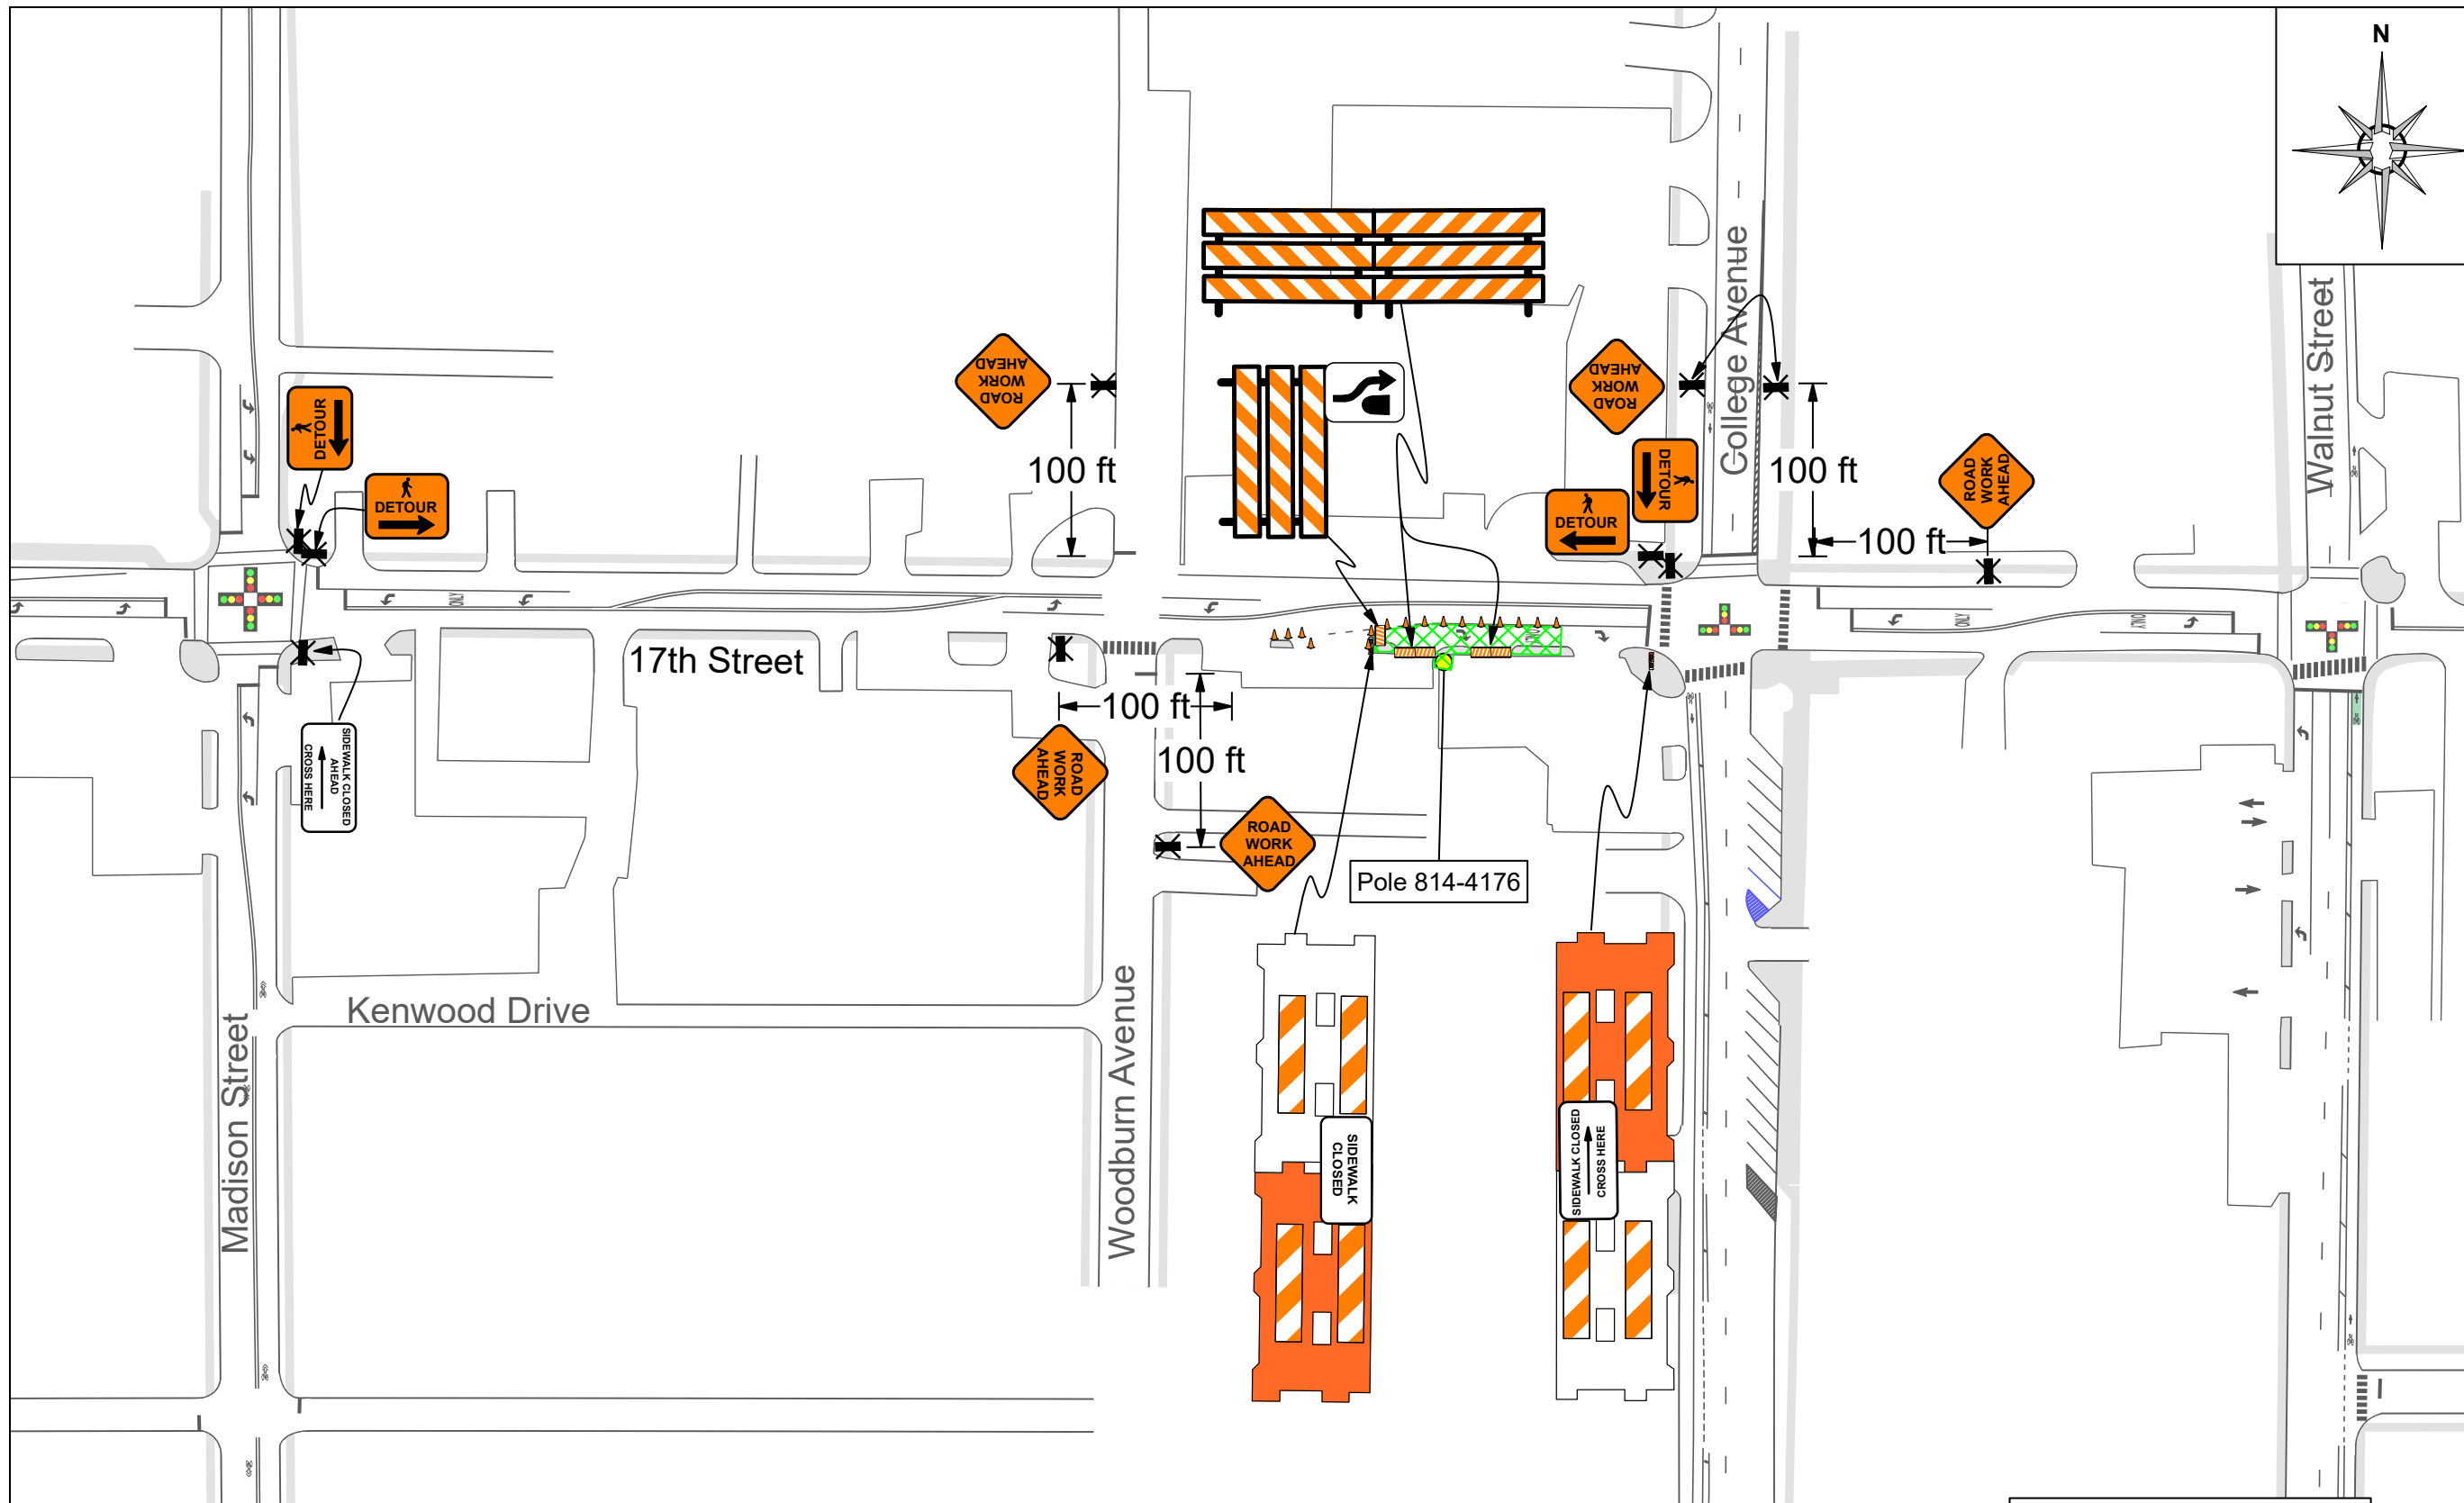 N
College Avenue
Walnut Street
ROAD
WORK
AHEAD
ROAD
WORK
AHEAD
DETOUR
DETOUR
100 ft
DETOUR
DETOUR
100 ft
ROAD
WORK
AHEAD
100 ft
ONLY
ONLY
ONLY
17th Street
100 ft
SIDEWALK CLOSED
AHEAD
CROSS HERE
ROAD
WORK
AHEAD
100 ft
ROAD
WORK
AHEAD
Pole 814-4176
Kenwood Drive
Madison Street
Woodburn Avenue
SIDEWALK
CLOSED
SIDEWALK CLOSED
CROSS HERE